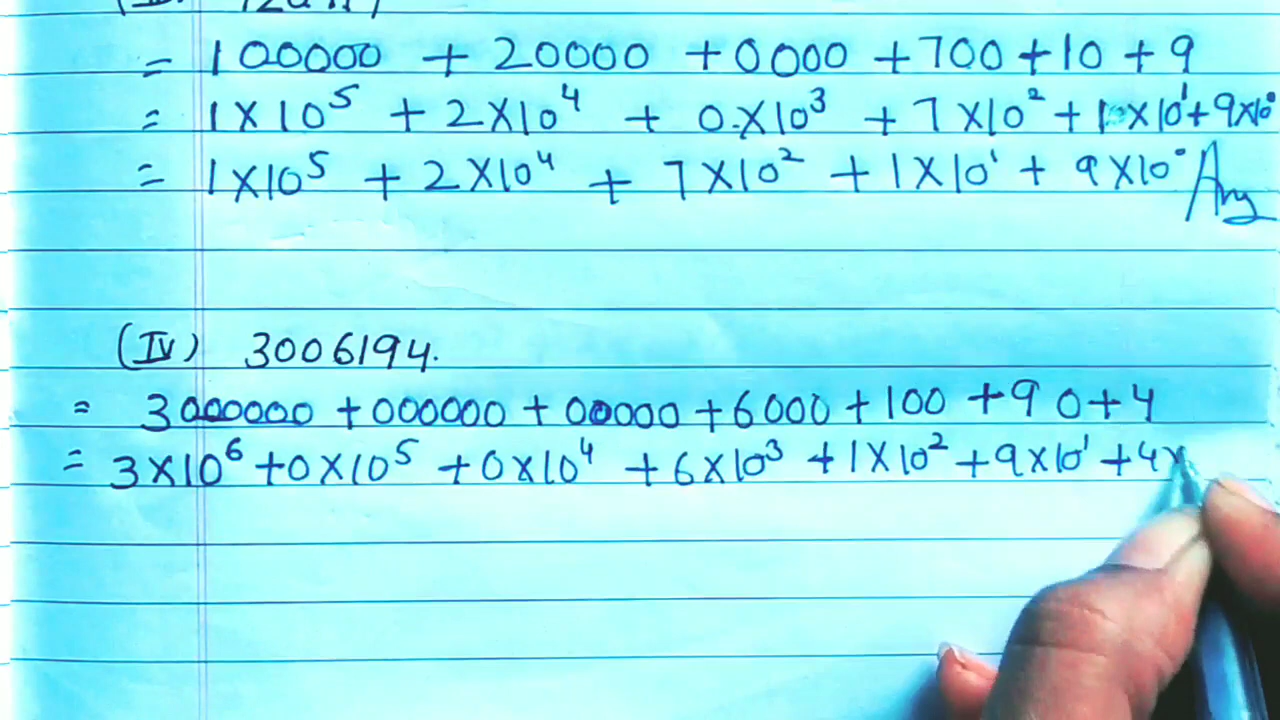 = 100000 + 20000 + 0000 + 700 + 10 + 9
= 1×10⁵ + 2×10⁴ + 0×10³ + 7×10² + 1×10¹ + 9×10⁰
= 1×10⁵ + 2×10⁴ + 7×10² + 1×10¹ + 9×10⁰ Ans
(IV) 3006194.
= 3000000 + 000000 + 00000 + 6000 + 100 + 90 + 4
= 3×10⁶ + 0×10⁵ + 0×10⁴ + 6×10³ + 1×10² + 9×10¹ + 4×